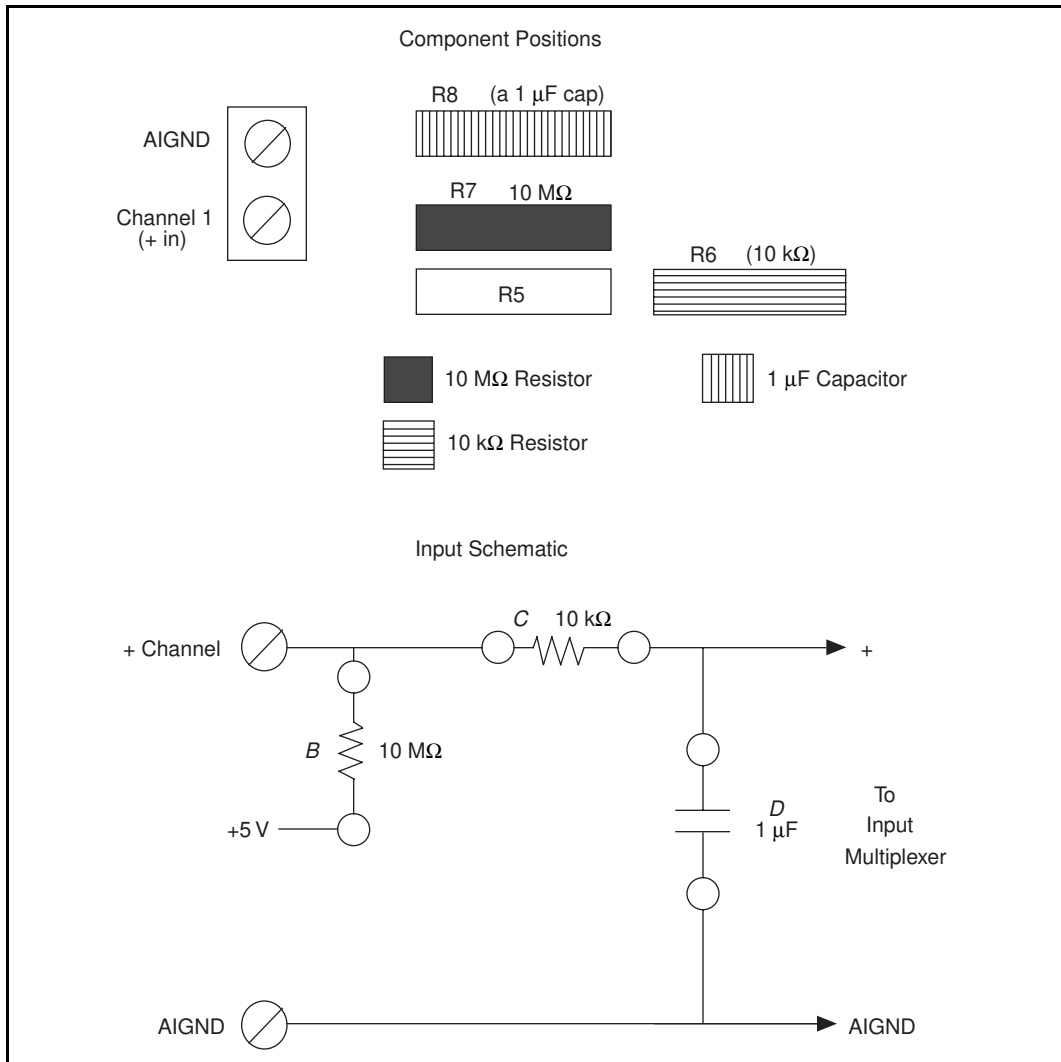 Component Positions
R8 (a 1 μF cap)
AIGND
R7 10 MΩ
Channel 1
(+ in)
R6 (10 kΩ)
R5
10 MΩ Resistor
1 μF Capacitor
10 kΩ Resistor
Input Schematic
C 10 kΩ
+ Channel
+
B 10 MΩ
+5 V
D
1 μF
To
Input
Multiplexer
AIGND
AIGND